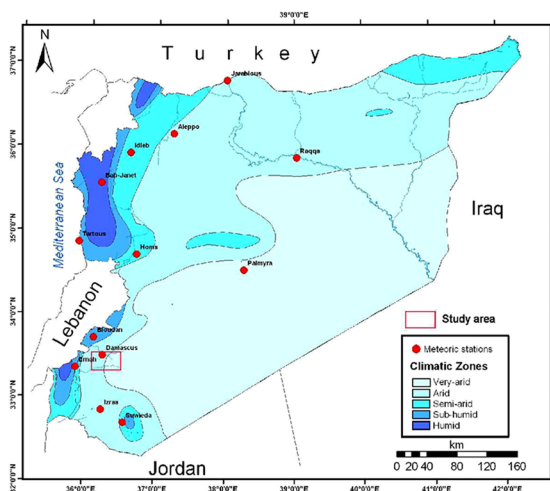 39°0'0"E
N
Turkey
Jarablous
37°0'0"N
Aleppo
Idleb
36°0'0"N
Raqqa
Bab-Janet
Mediterranean Sea
Iraq
35°0'0"N
Tartous
Homs
Palmyra
34°0'0"N
Lebanon
Study area
Bloudan
Damascus
Meteoric stations
Climatic Zones
Very-arid
Arid
Semi-arid
Sub-humid
Humid
33°0'0"N
Izraa
Suwieda
km
0 20 40 80 120 160
Jordan
32°0'0"N
36°0'0"E 37°0'0"E 38°0'0"E 39°0'0"E 40°0'0"E 41°0'0"E 42°0'0"E